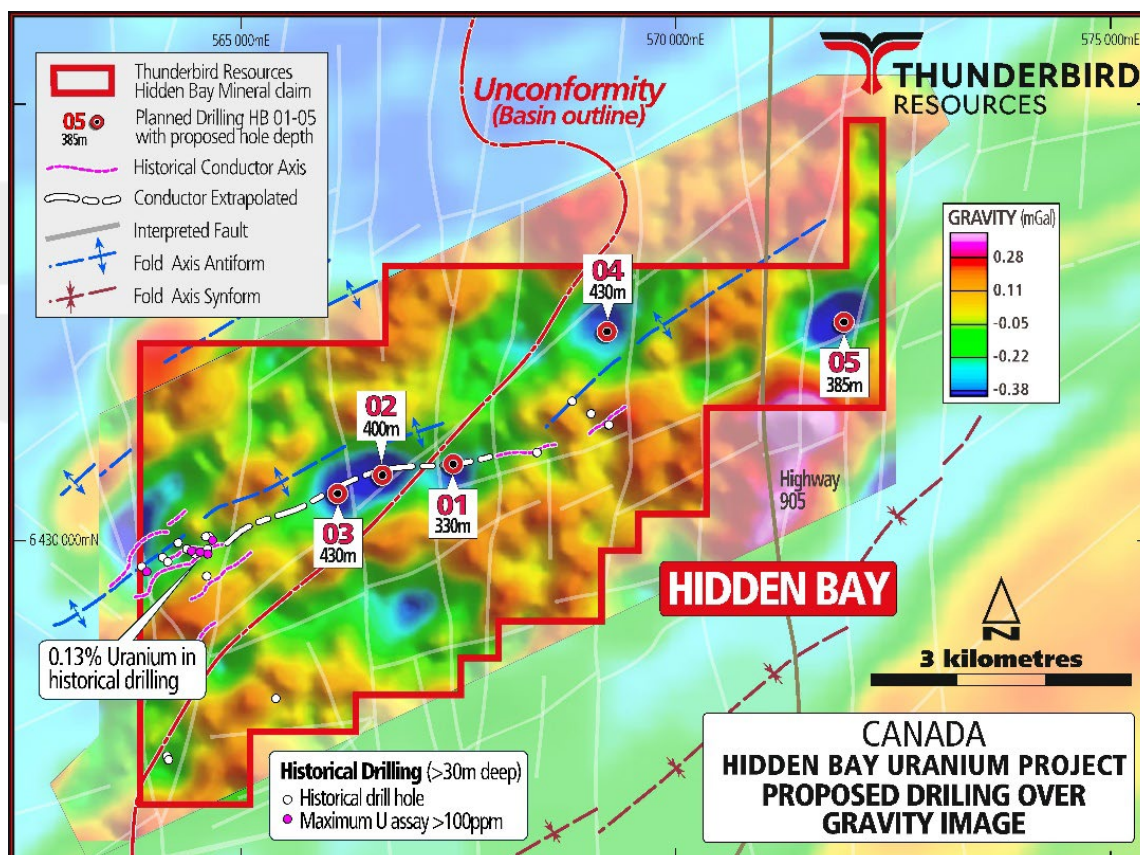 565 000mE
570 000mE
575 000mE
Thunderbird Resources
Hidden Bay Mineral claim
05
385m
Planned Drilling HB 01-05
with proposed hole depth
Historical Conductor Axis
Conductor Extrapolated
Interpreted Fault
Fold Axis Antiform
Fold Axis Synform
Unconformity
(Basin outline)
THUNDERBIRD
RESOURCES
GRAVITY (mGal)
0.28
0.11
-0.05
-0.22
-0.38
04
430m
05
385m
02
400m
01
330m
03
430m
Highway
905
6 430 000mN
HIDDEN BAY
0.13% Uranium in
historical drilling
N
3 kilometres
Historical Drilling (>30m deep)
Historical drill hole
Maximum U assay >100ppm
CANADA
HIDDEN BAY URANIUM PROJECT
PROPOSED DRILING OVER
GRAVITY IMAGE